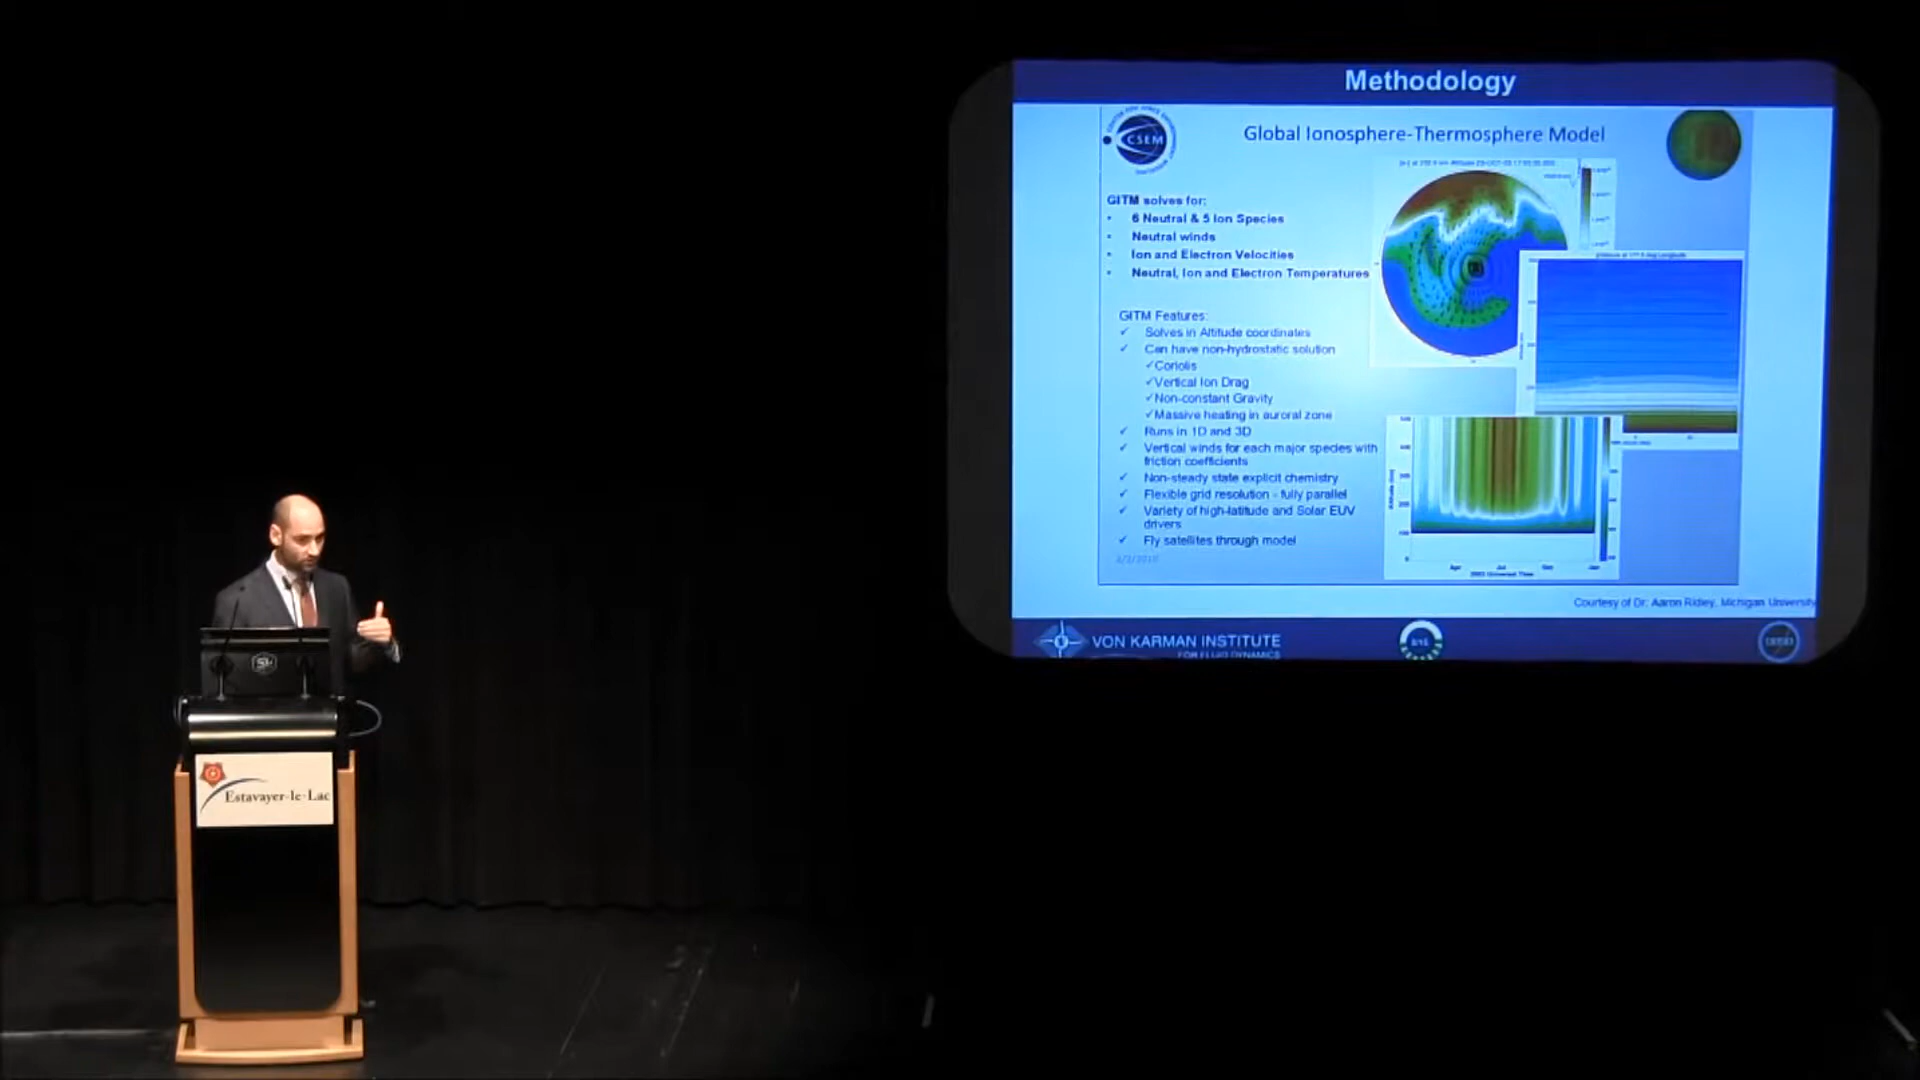 Methodology
CSEM
Global Ionosphere-Thermosphere Model
GITM solves for:
• 6 Neutral & 5 Ion Species
• Neutral winds
• Ion and Electron Velocities
• Neutral, Ion and Electron Temperatures
GITM Features:
✓ Solves in Altitude coordinates
✓ Can have non-hydrostatic solution
✓Coriolis
✓Vertical Ion Drag
✓Non-constant Gravity
✓Massive heating in auroral zone
✓ Runs in 1D and 3D
✓ Vertical winds for each major species with
friction coefficients
✓ Non-steady state explicit chemistry
✓ Flexible grid resolution - fully parallel
✓ Variety of high-latitude and Solar EUV
drivers
✓ Fly satellites through model
Apr Jul Oct Jan
Courtesy of Dr. Aaron Ridley, Michigan University
VON KARMAN INSTITUTE
FOR FLUID DYNAMICS
Estavayer-le-Lac